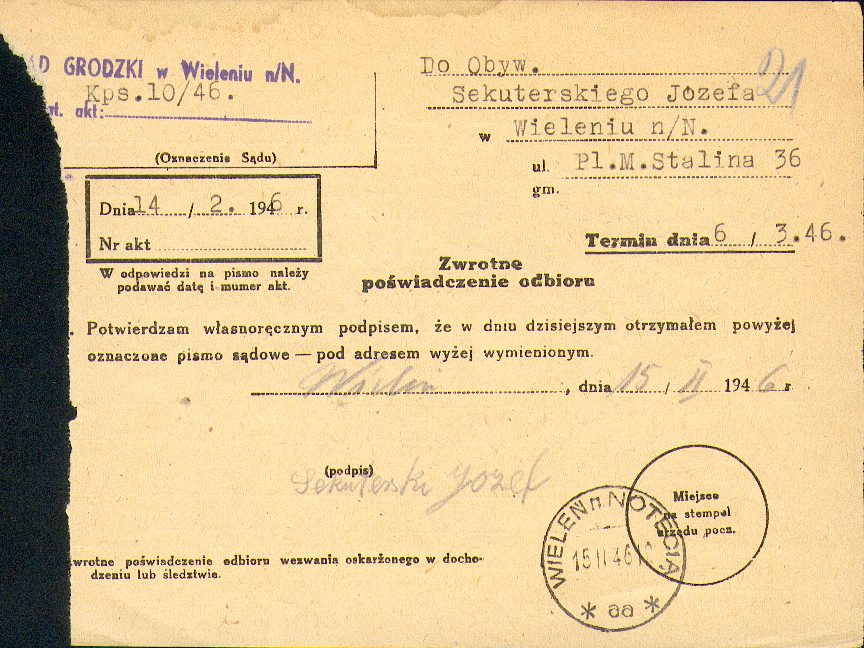 AD GRODZKI w Wieleniu n/N.
Kps.10/46.
zt. akt:
(Oznaczenie Sądu)
Do Obyw.
Sekuterskiego Jozefa
21
w Wieleniu n/N.
ul. Pl.M.Stalina 36
gm.
Dnia 14 / 2. 1946 r.
Nr akt
W odpowiedzi na pismo należy
podawać datę i mumer akt.
Termin dnia 6 / 3.46.
Zwrotne
poświadczenie odbioru
Potwierdzam własnoręcznym podpisem, że w dniu dzisiejszym otrzymałem powyżej
oznaczone pismo sądowe — pod adresem wyżej wymienionym.
Wieliń, dnia 15 / II 1946 r
(podpis)
Sekuterski Jozef
Miejsce
na stempel
urzędu pocz.
WIELEŃ n. NOTECIĄ
15 II 46
* aa *
zwrotne poświadczenie odbioru wezwania oskarżonego w docho-
dzeniu lub śledztwie.